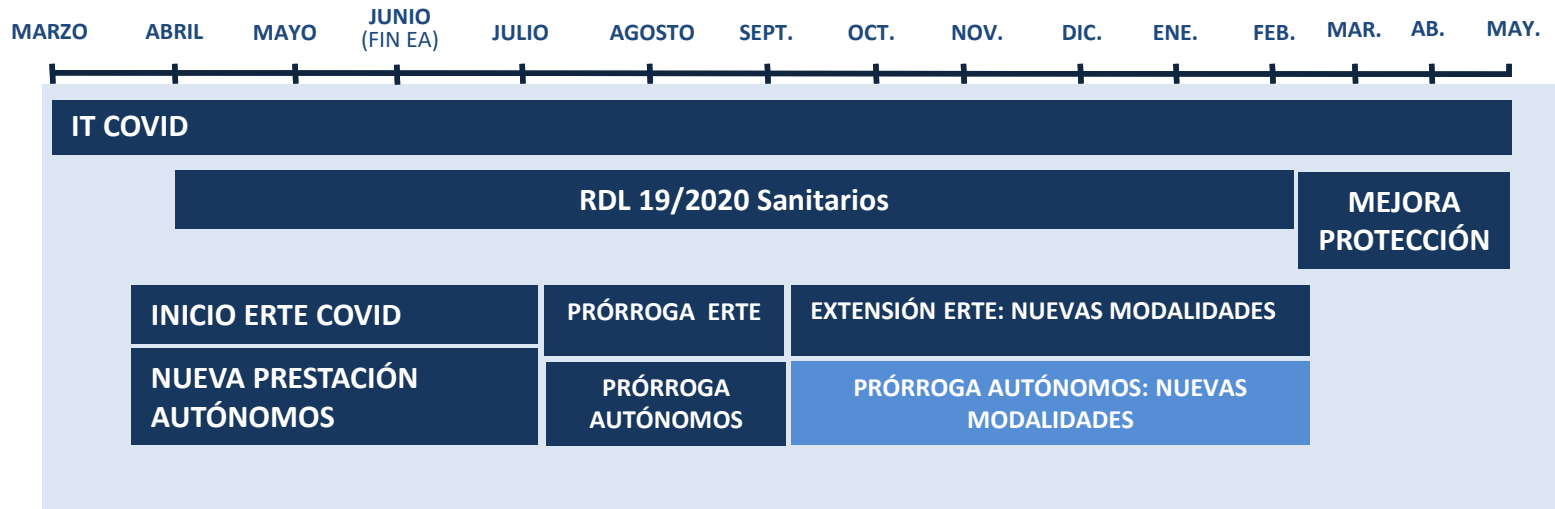 MARZO ABRIL MAYO JUNIO JULIO AGOSTO SEPT. OCT. NOV. DIC. ENE. FEB. MAR. AB. MAY.
(FIN EA)
IT COVID
RDL 19/2020 Sanitarios
MEJORA
PROTECCIÓN
INICIO ERTE COVID
PRÓRROGA ERTE
EXTENSIÓN ERTE: NUEVAS MODALIDADES
NUEVA PRESTACIÓN
AUTÓNOMOS
PRÓRROGA
AUTÓNOMOS
PRÓRROGA AUTÓNOMOS: NUEVAS
MODALIDADES